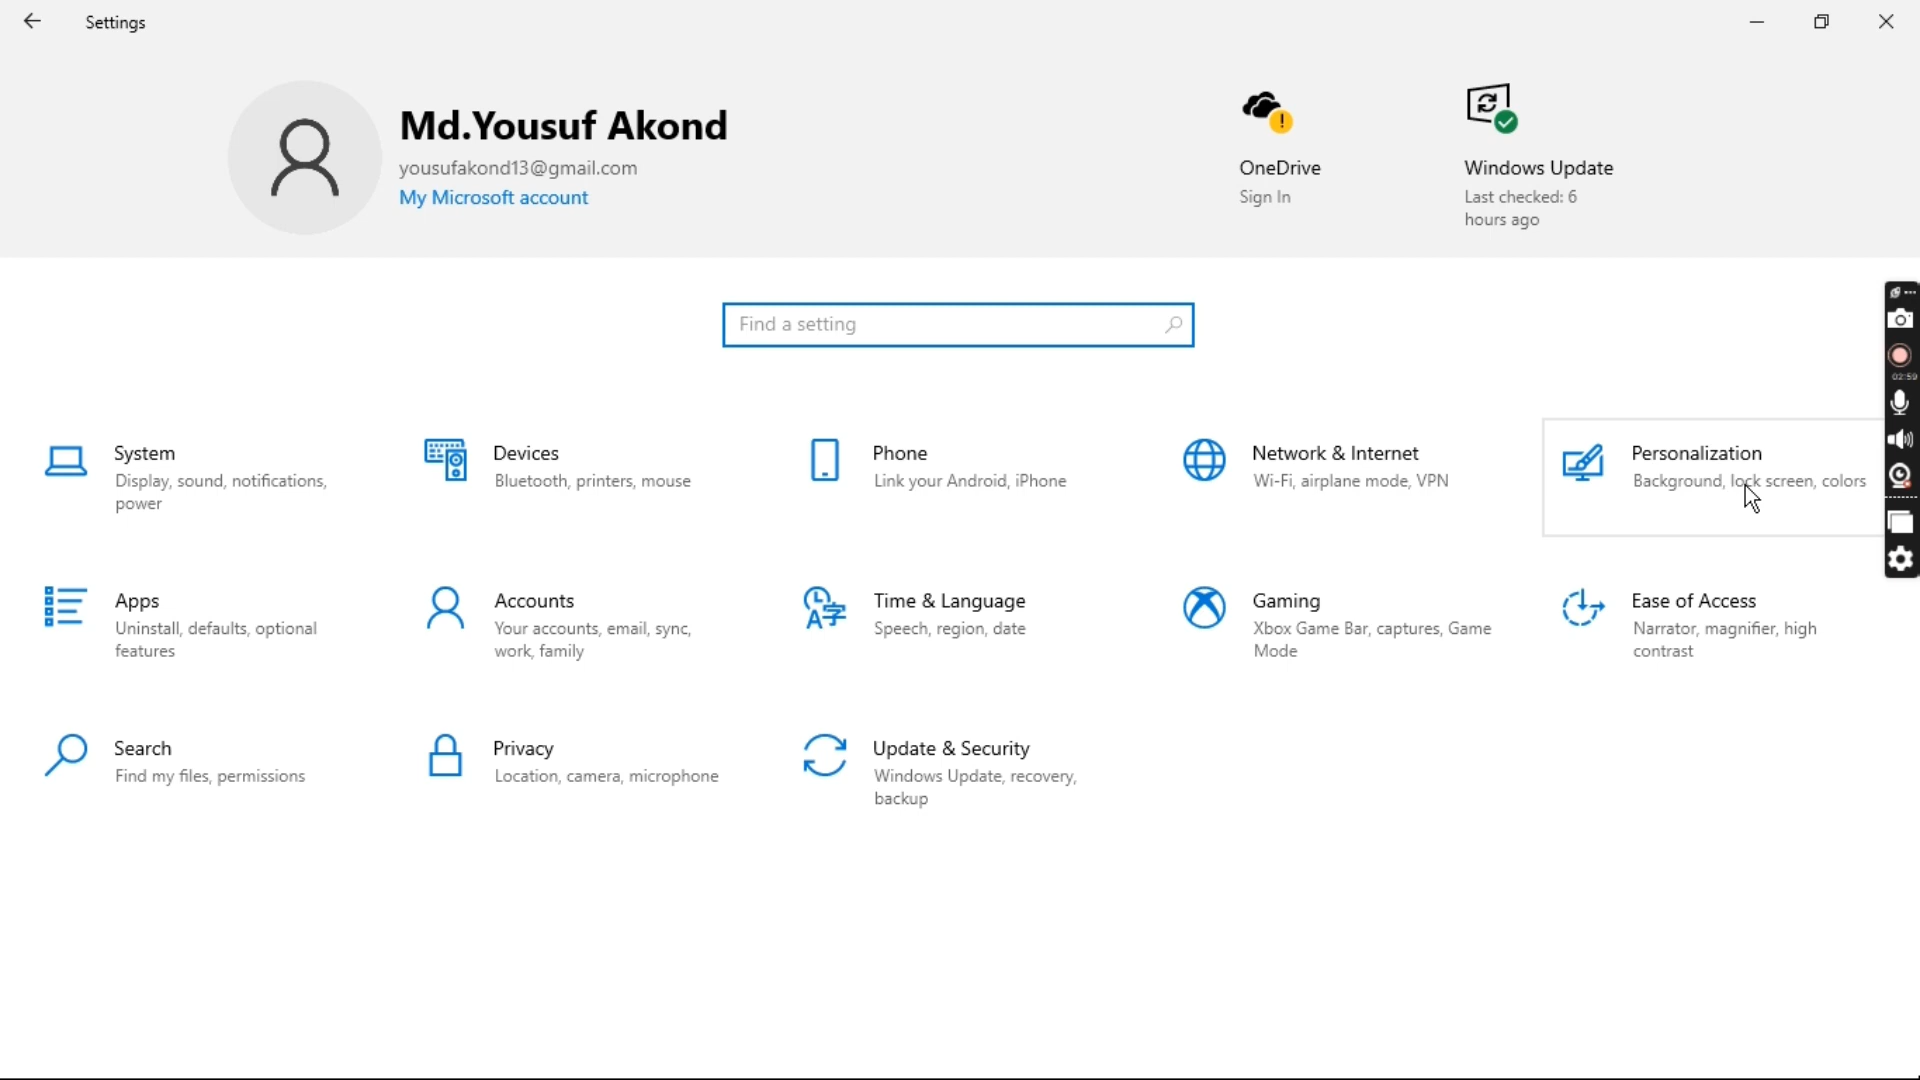 Settings
Md.Yousuf Akond
yousufakond13@gmail.com
My Microsoft account
OneDrive
Sign In
Windows Update
Last checked: 6
hours ago
Find a setting
02:59
System
Display, sound, notifications,
power
Devices
Bluetooth, printers, mouse
Phone
Link your Android, iPhone
Network & Internet
Wi-Fi, airplane mode, VPN
Personalization
Background, lock screen, colors
Apps
Uninstall, defaults, optional
features
Accounts
Your accounts, email, sync,
work, family
Time & Language
Speech, region, date
Gaming
Xbox Game Bar, captures, Game
Mode
Ease of Access
Narrator, magnifier, high
contrast
Search
Find my files, permissions
Privacy
Location, camera, microphone
Update & Security
Windows Update, recovery,
backup